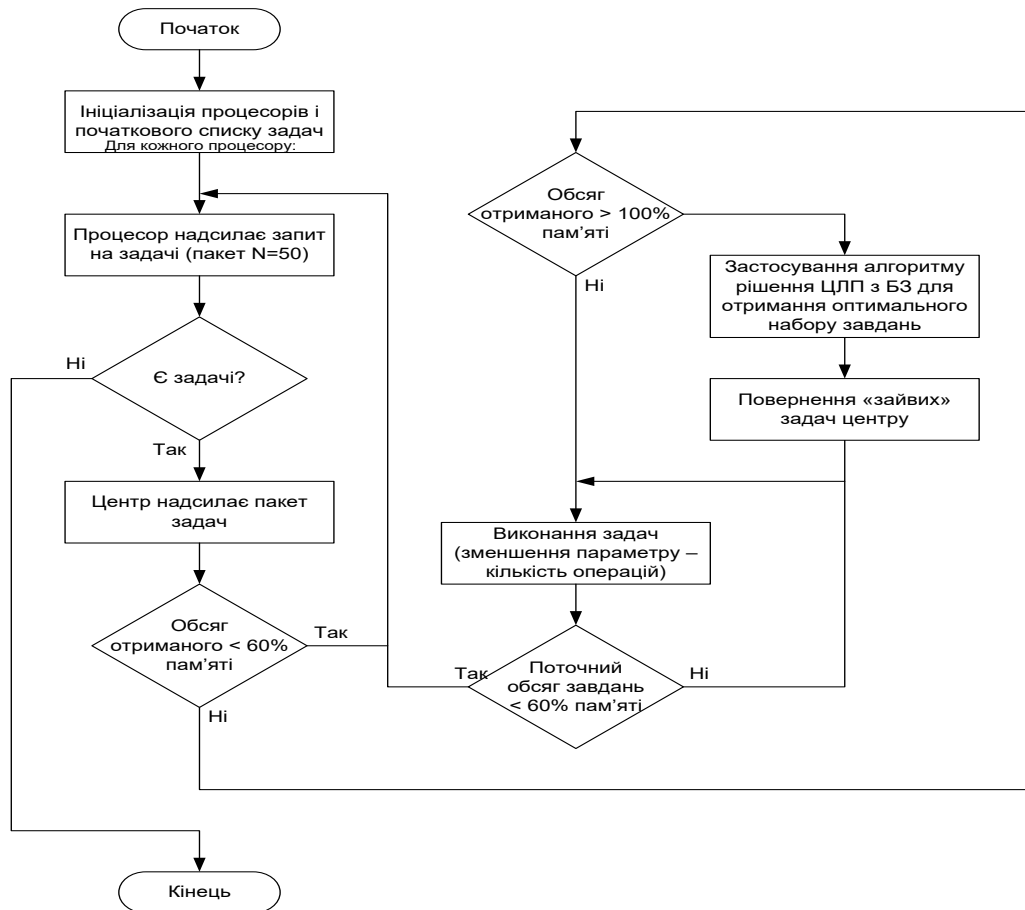 Початок
Ініціалізація процесорів і
початкового списку задач
Для кожного процесору:
Процесор надсилає запит
на задачі (пакет N=50)
Ні
Є задачі?
Так
Центр надсилає пакет
задач
Обсяг
отриманого < 60%
пам’яті
Так
Ні
Обсяг
отриманого > 100%
пам’яті
Ні
Застосування алгоритму
рішення ЦЛП з БЗ для
отримання оптимального
набору завдань
Повернення «зайвих»
задач центру
Виконання задач
(зменшення параметру –
кількість операцій)
Так
Поточний
обсяг завдань
< 60% пам’яті
Ні
Кінець